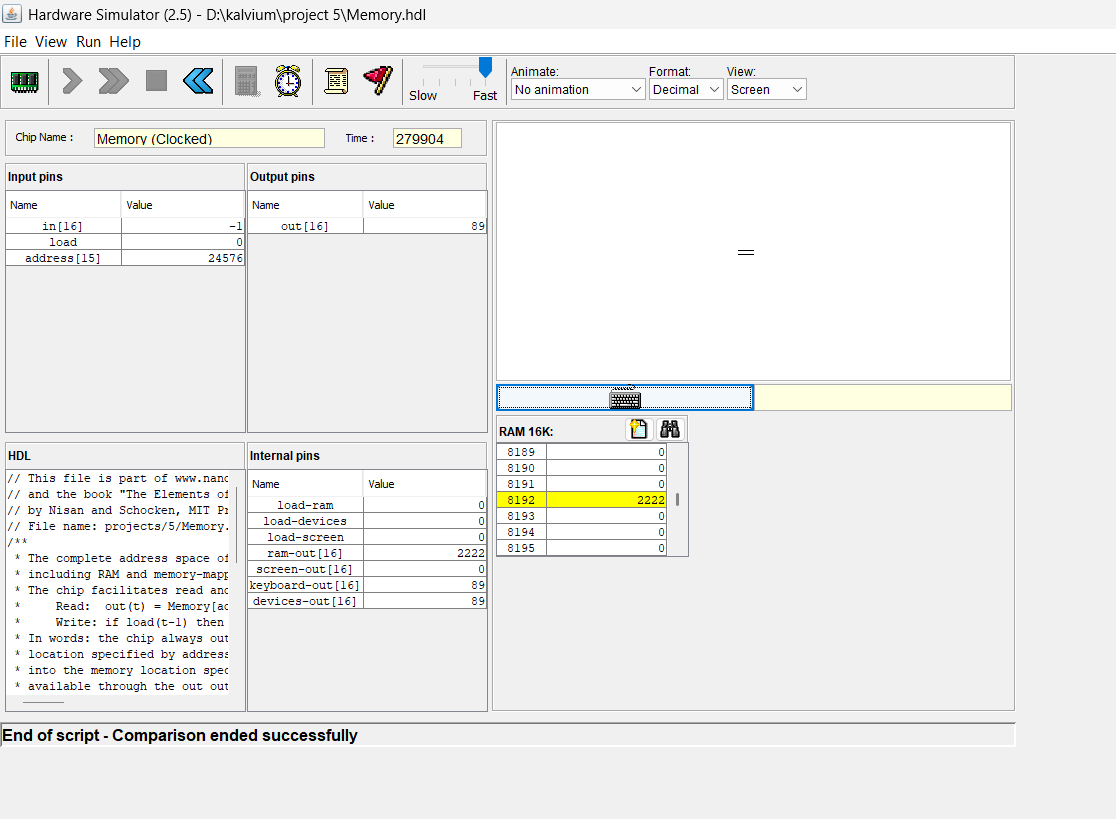 Hardware Simulator (2.5) - D:\kalvium\project 5\Memory.hdl
File View Run Help
Slow Fast
Animate: Format: View:
No animation Decimal Screen
Chip Name : Memory (Clocked) Time : 279904
Input pins
Name Value
in[16] -1
load 0
address[15] 24576
Output pins
Name Value
out[16] 89
HDL
// This file is part of www.nand
// and the book "The Elements of
// by Nisan and Schocken, MIT Pr
// File name: projects/5/Memory.
/**
* The complete address space of
* including RAM and memory-mapp
* The chip facilitates read and
* Read: out(t) = Memory[ad
* Write: if load(t-1) then
* In words: the chip always out
* location specified by address
* into the memory location spec
* available through the out out
Internal pins
Name Value
load-ram 0
load-devices 0
load-screen 0
ram-out[16] 2222
screen-out[16] 0
keyboard-out[16] 89
devices-out[16] 89
RAM 16K:
8189 0
8190 0
8191 0
8192 2222
8193 0
8194 0
8195 0
End of script - Comparison ended successfully